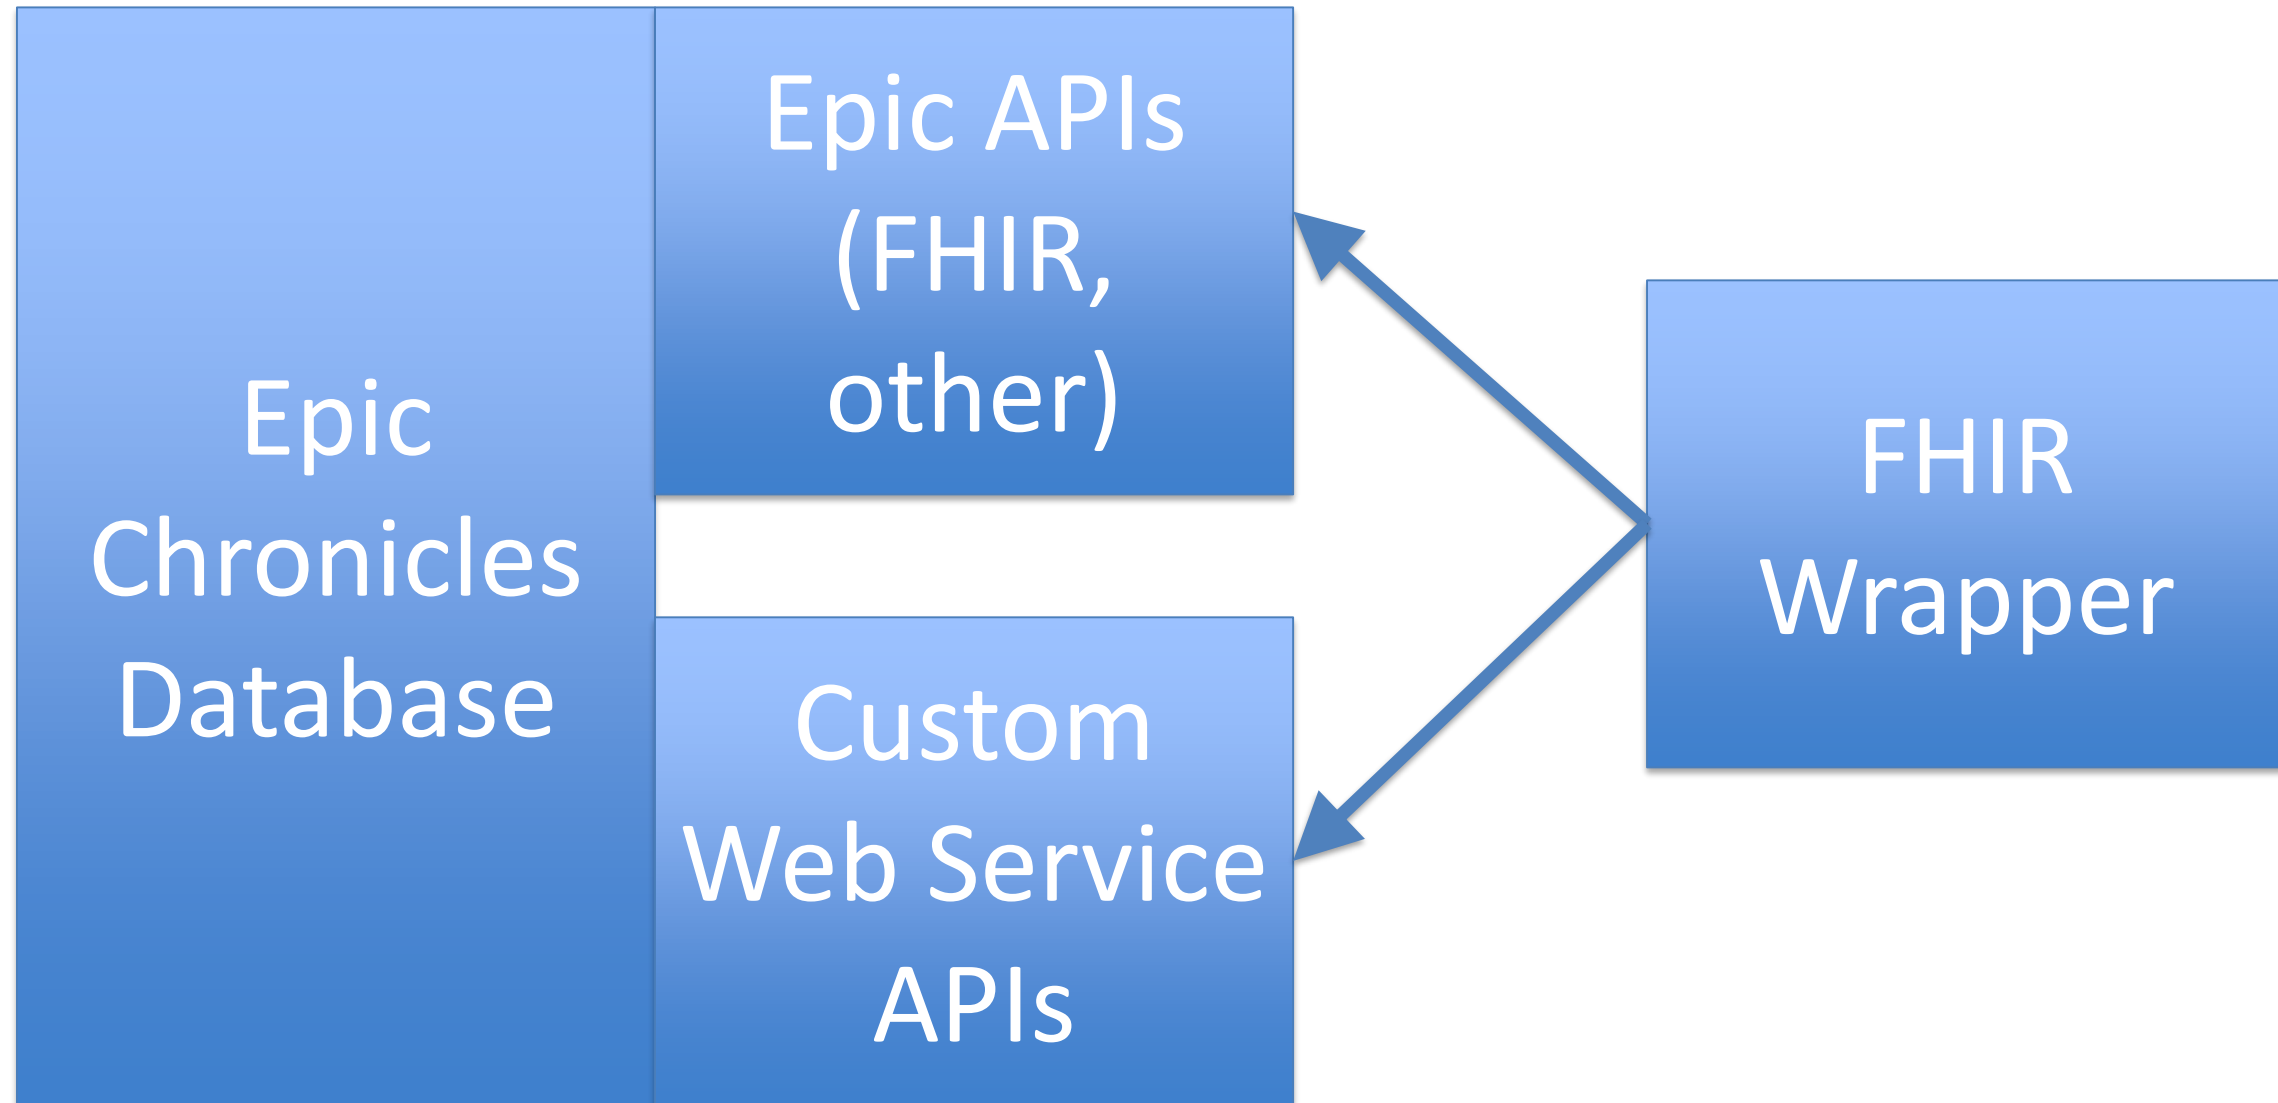 Epic
Chronicles
Database
Epic APIs
(FHIR,
other)
Custom
Web Service
APIs
FHIR
Wrapper